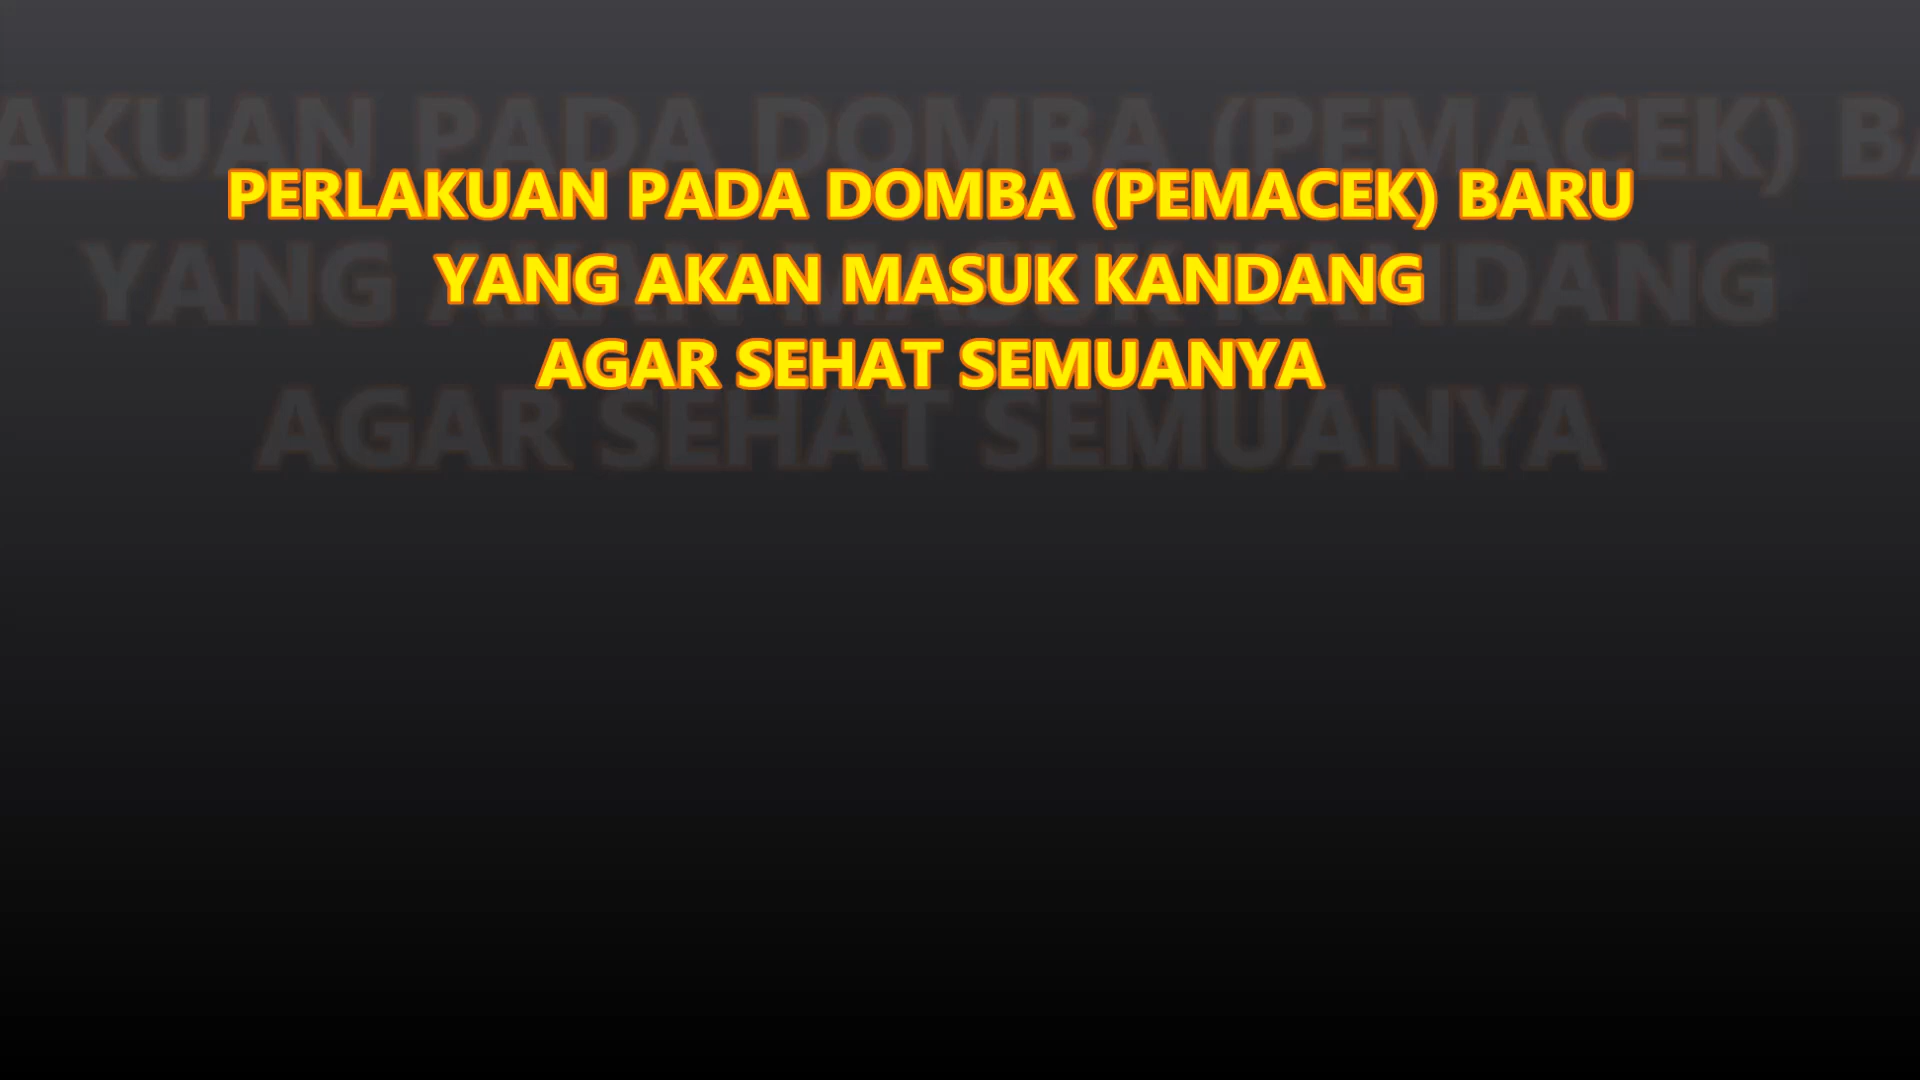 PERLAKUAN PADA DOMBA (PEMACEK) BARU
YANG AKAN MASUK KANDANG
AGAR SEHAT SEMUANYA